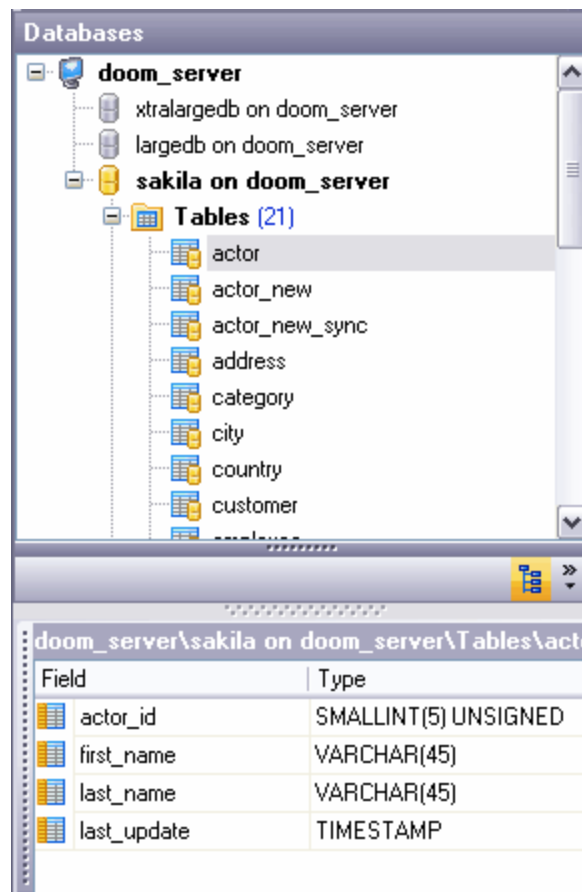 Databases
doom_server
xtralargedb on doom_server
largedb on doom_server
sakila on doom_server
Tables (21)
actor
actor_new
actor_new_sync
address
category
city
country
customer
doom_server\sakila on doom_server\Tables\act
Field Type
actor_id SMALLINT(5) UNSIGNED
first_name VARCHAR(45)
last_name VARCHAR(45)
last_update TIMESTAMP